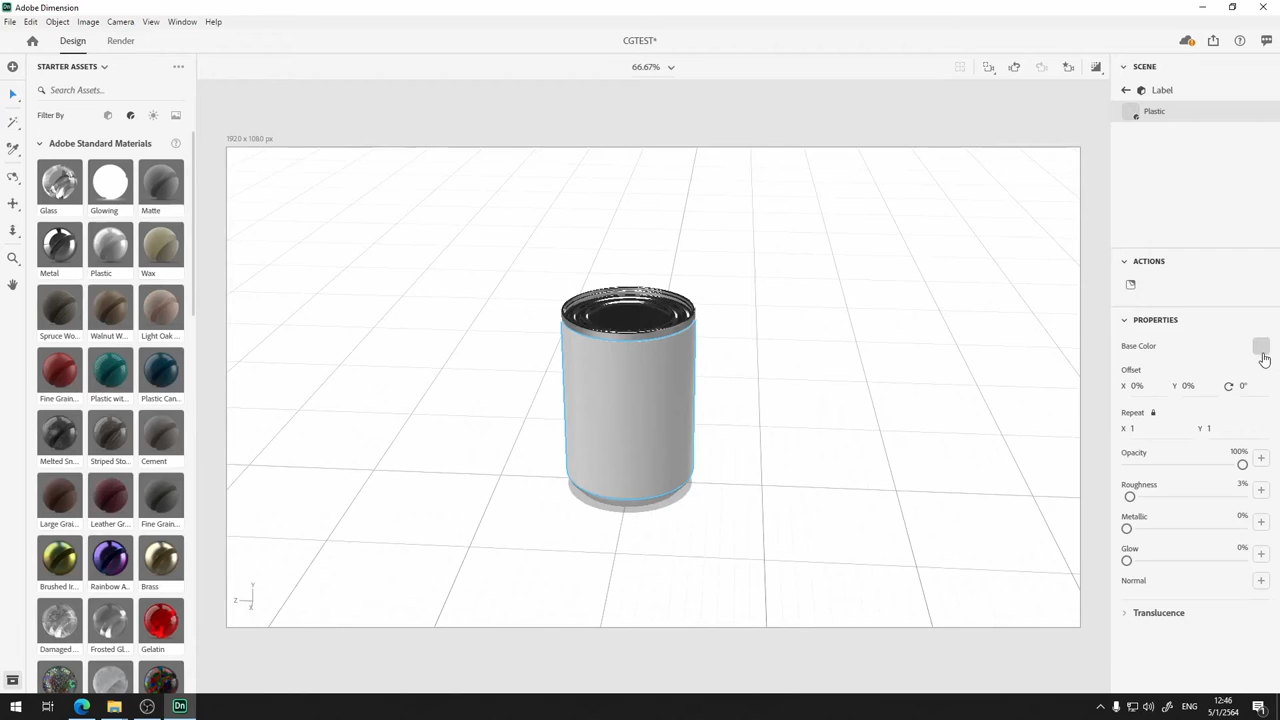 Adobe Dimension
File Edit Object Image Camera View Window Help
Design Render
CGTEST*
STARTER ASSETS
66.67%
SCENE
Search Assets...
Label
Filter By
Plastic
1920 x 1080 px
Adobe Standard Materials
Glass Glowing Matte
Metal Plastic Wax
Spruce Wo... Walnut W... Light Oak ...
Fine Grain... Plastic wit... Plastic Can...
Melted Sn... Striped Sto... Cement
Large Grai... Leather Gr... Fine Grain...
Brushed Ir... Rainbow A... Brass
Damaged ... Frosted Gl... Gelatin
ACTIONS
PROPERTIES
Base Color
Offset
X 0% Y 0% 0°
Repeat
X 1 Y 1
Opacity 100%
Roughness 3%
Metallic 0%
Glow 0%
Normal
Translucence
Y
Z
X
Dn
ENG
12:46
5/1/2564